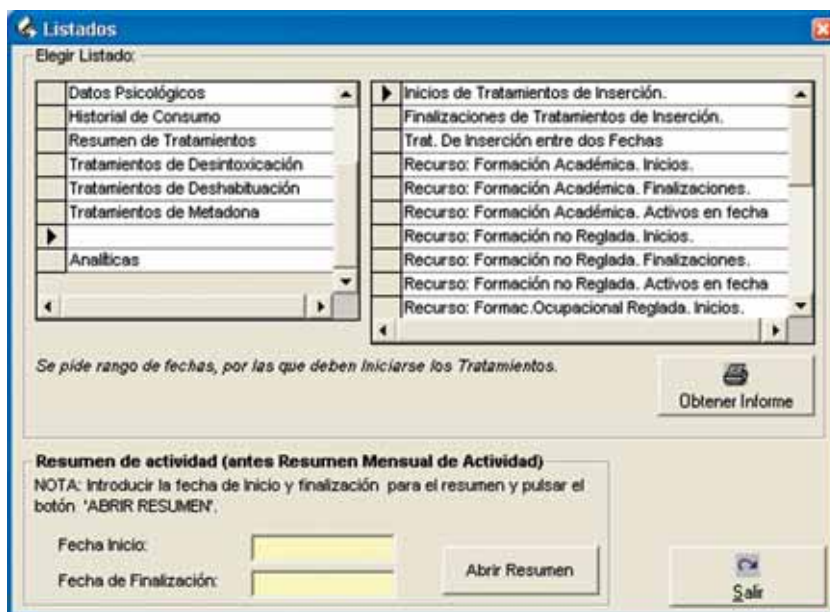 Listados
Elegir Listado:
Datos Psicológicos
Historial de Consumo
Resumen de Tratamientos
Tratamientos de Desintoxicación
Tratamientos de Deshabituación
Tratamientos de Metadona
Analíticas
Inicios de Tratamientos de Inserción.
Finalizaciones de Tratamientos de Inserción.
Trat. De Inserción entre dos Fechas
Recurso: Formación Académica. Inicios.
Recurso: Formación Académica. Finalizaciones.
Recurso: Formación Académica. Activos en fecha
Recurso: Formación no Reglada. Inicios.
Recurso: Formación no Reglada. Finalizaciones.
Recurso: Formación no Reglada. Activos en fecha
Recurso: Formac.Ocupacional Reglada. Inicios.
Se pide rango de fechas, por las que deben Iniciarse los Tratamientos.
Obtener Informe
Resumen de actividad (antes Resumen Mensual de Actividad)
NOTA: Introducir la fecha de Inicio y finalización para el resumen y pulsar el
botón 'ABRIR RESUMEN'.
Fecha Inicio:
Fecha de Finalización:
Abrir Resumen
Salir